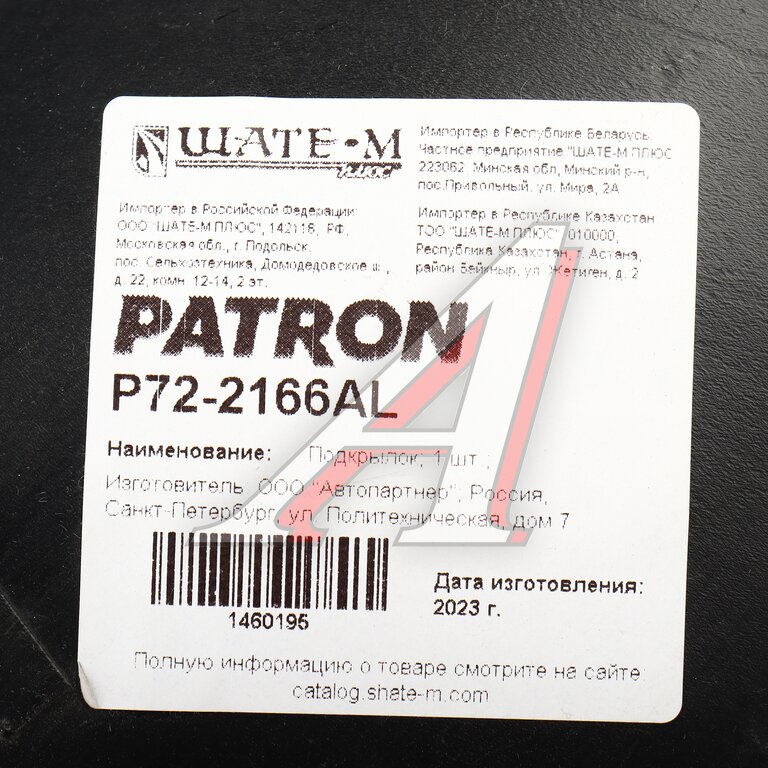 ШАТЕ-М
плюс
Импортер в Республике Беларусь:
Частное предприятие "ШАТЕ-М ПЛЮС"
223062, Минская обл, Минский р-н,
пос.Привольный, ул. Мира, 2А
Импортер в Российской Федерации:
ООО "ШАТЕ-М ПЛЮС", 142116, РФ,
Московская обл., г. Подольск,
пос. Сельхозтехника, Домодедовское ш.,
д. 22, комн. 12-14, 2 эт.
Импортер в Республике Казахстан:
ТОО "ШАТЕ-М ПЛЮС", 010000,
Республика Казахстан, г. Астана,
район Байкныр, ул. Жетиген, д. 2
PATRON
P72-2166AL
Наименование: Подкрылок, 1 шт.;
Изготовитель: ООО "Автопартнер", Россия,
Санкт-Петербург, ул. Политехническая, дом 7
1460195
Дата изготовления:
2023 г.
Полную информацию о товаре смотрите на сайте:
catalog.shate-m.com